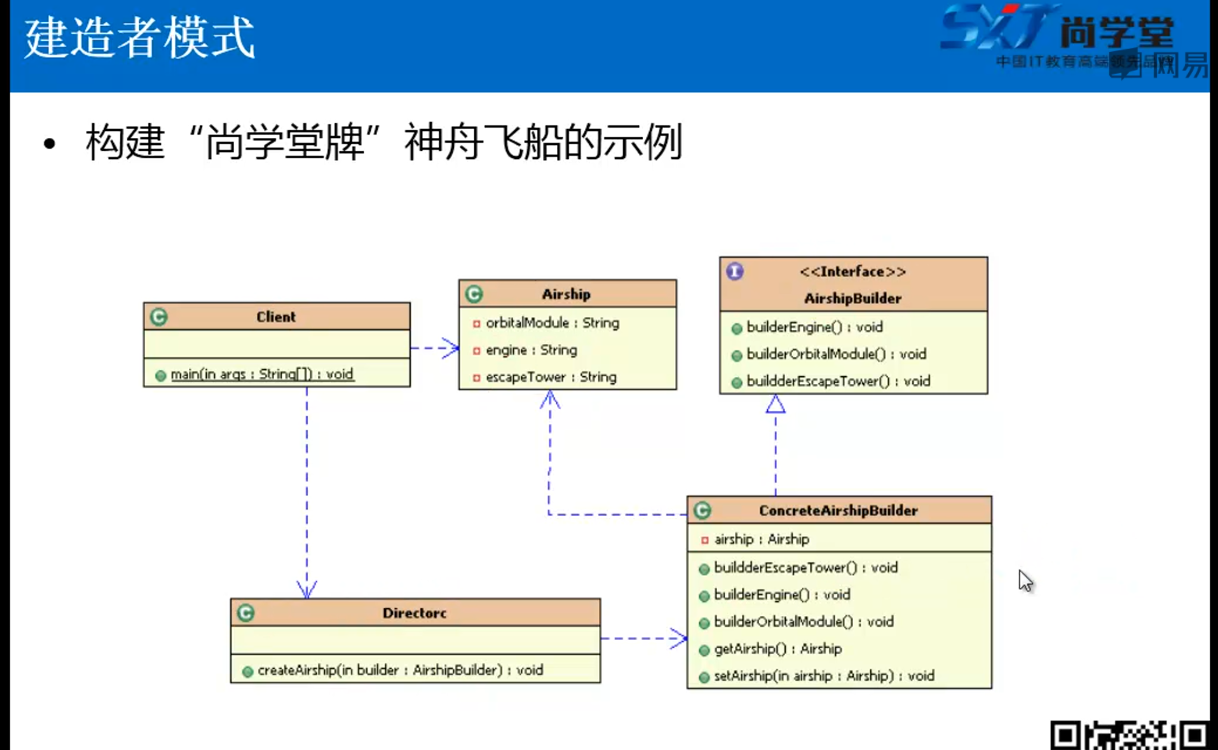 建造者模式
SXT 尚学堂
中国IT教育高端领先品
网易
• 构建“尚学堂牌”神舟飞船的示例
Client
main(in args : String[]) : void
Airship
orbitalModule : String
engine : String
escapeTower : String
<<Interface>>
AirshipBuilder
builderEngine() : void
builderOrbitalModule() : void
buildderEscapeTower() : void
Directorc
createAirship(in builder : AirshipBuilder) : void
ConcreteAirshipBuilder
airship : Airship
buildderEscapeTower() : void
builderEngine() : void
builderOrbitalModule() : void
getAirship() : Airship
setAirship(in airship : Airship) : void